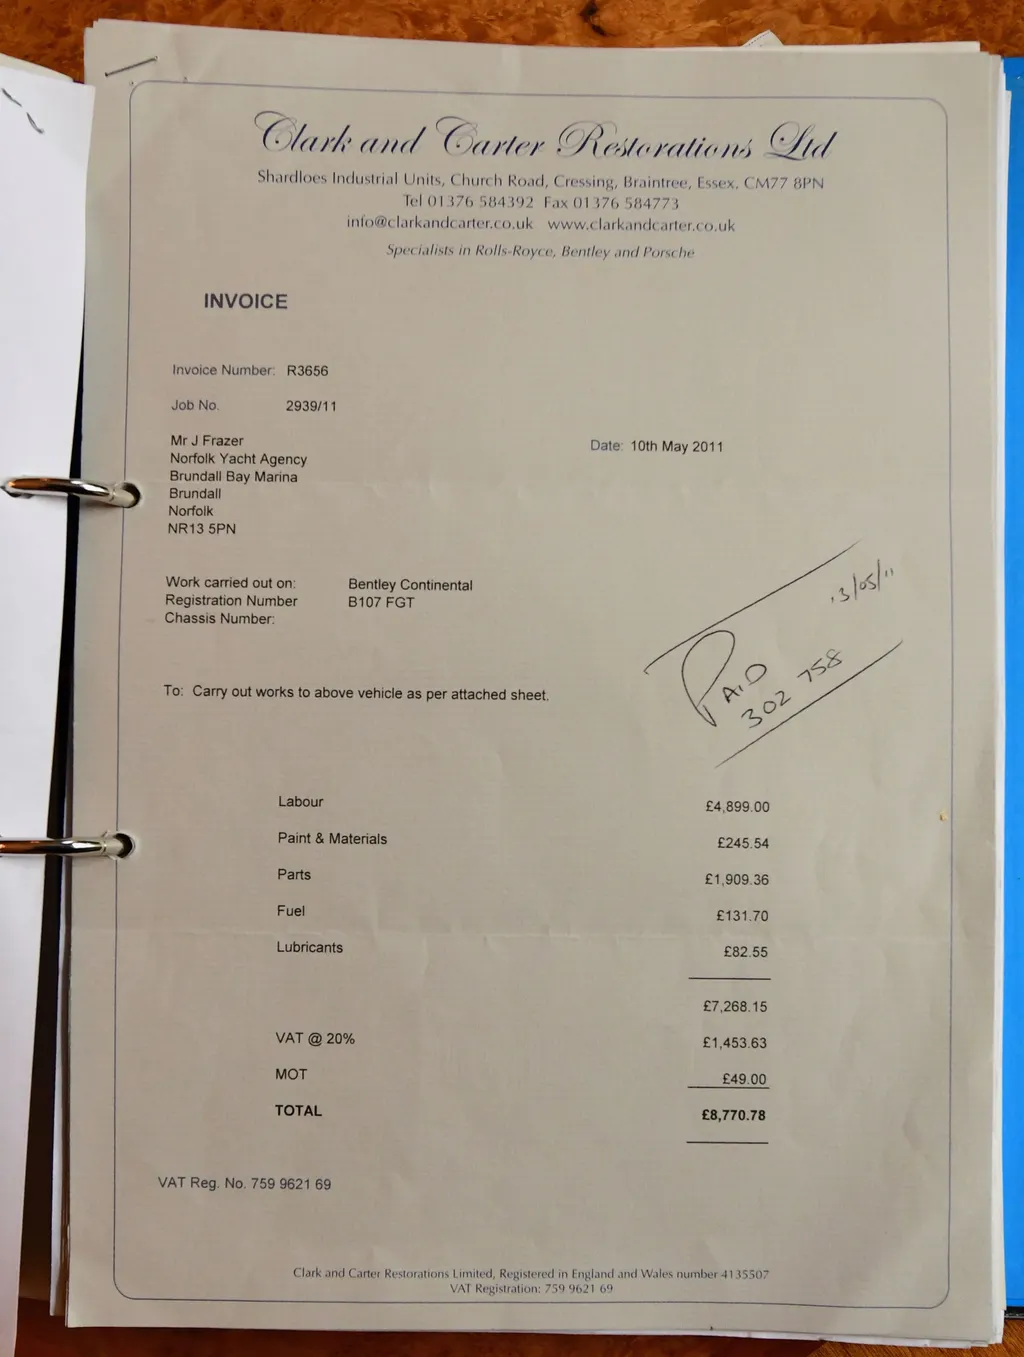 Clark and Carter Restorations Ltd
Shardloes Industrial Units, Church Road, Cressing, Braintree, Essex. CM77 8PN
Tel 01376 584392 Fax 01376 584773
info@clarkandcarter.co.uk www.clarkandcarter.co.uk
Specialists in Rolls-Royce, Bentley and Porsche
INVOICE
Invoice Number: R3656
Job No. 2939/11
Mr J Frazer
Date: 10th May 2011
Norfolk Yacht Agency
Brundall Bay Marina
Brundall
Norfolk
NR13 5PN
Work carried out on: Bentley Continental
Registration Number B107 FGT
Chassis Number:
13/05/11
PAID
302 758
To: Carry out works to above vehicle as per attached sheet.
Labour £4,899.00
Paint & Materials £245.54
Parts £1,909.36
Fuel £131.70
Lubricants £82.55
£7,268.15
VAT @ 20% £1,453.63
MOT £49.00
TOTAL £8,770.78
VAT Reg. No. 759 9621 69
Clark and Carter Restorations Limited, Registered in England and Wales number 4135507
VAT Registration: 759 9621 69